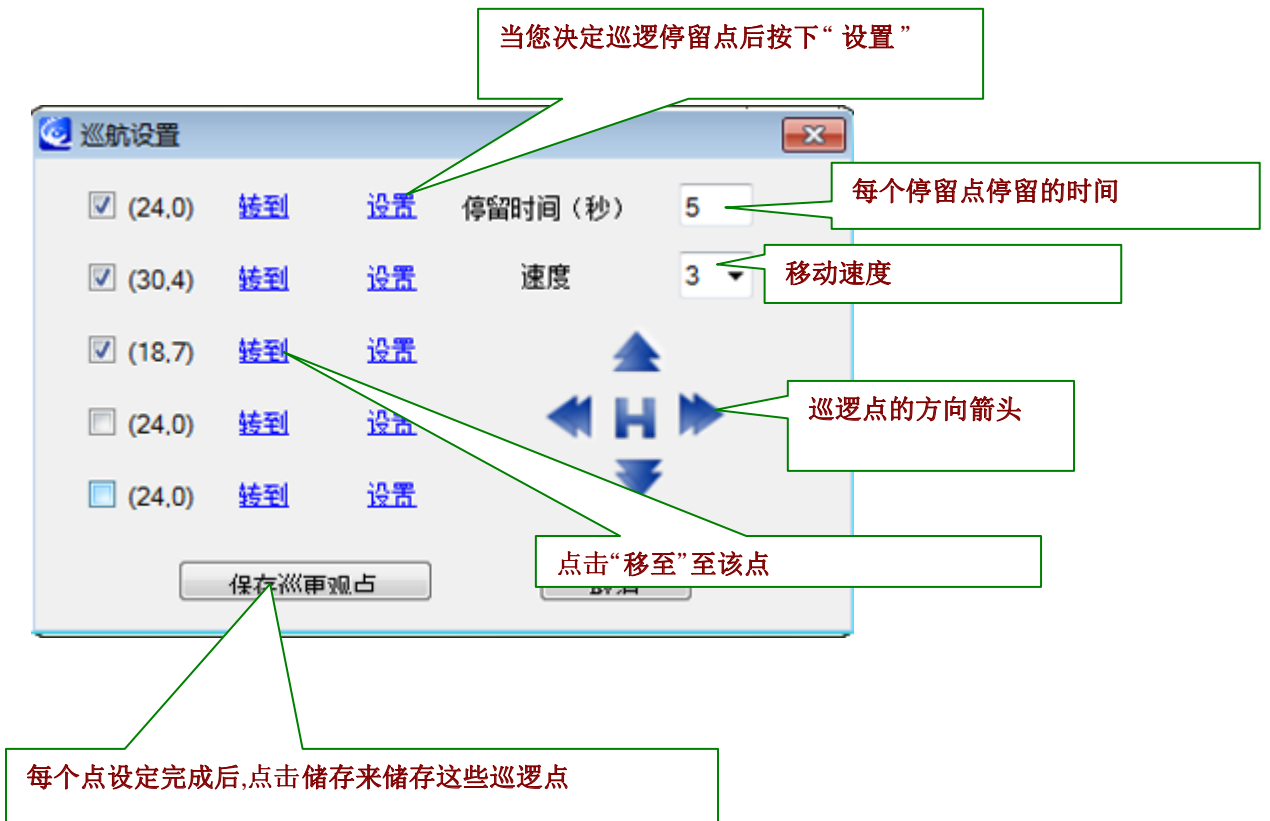 当您决定巡逻停留点后按下“ 设置 ”
巡航设置
(24,0) 转到 设置 停留时间（秒） 5
每个停留点停留的时间
(30,4) 转到 设置 速度 3
移动速度
(18,7) 转到 设置
巡逻点的方向箭头
(24,0) 转到 设置
H
(24,0) 转到 设置
点击“移至”至该点
保存巡更观点
每个点设定完成后,点击储存来储存这些巡逻点